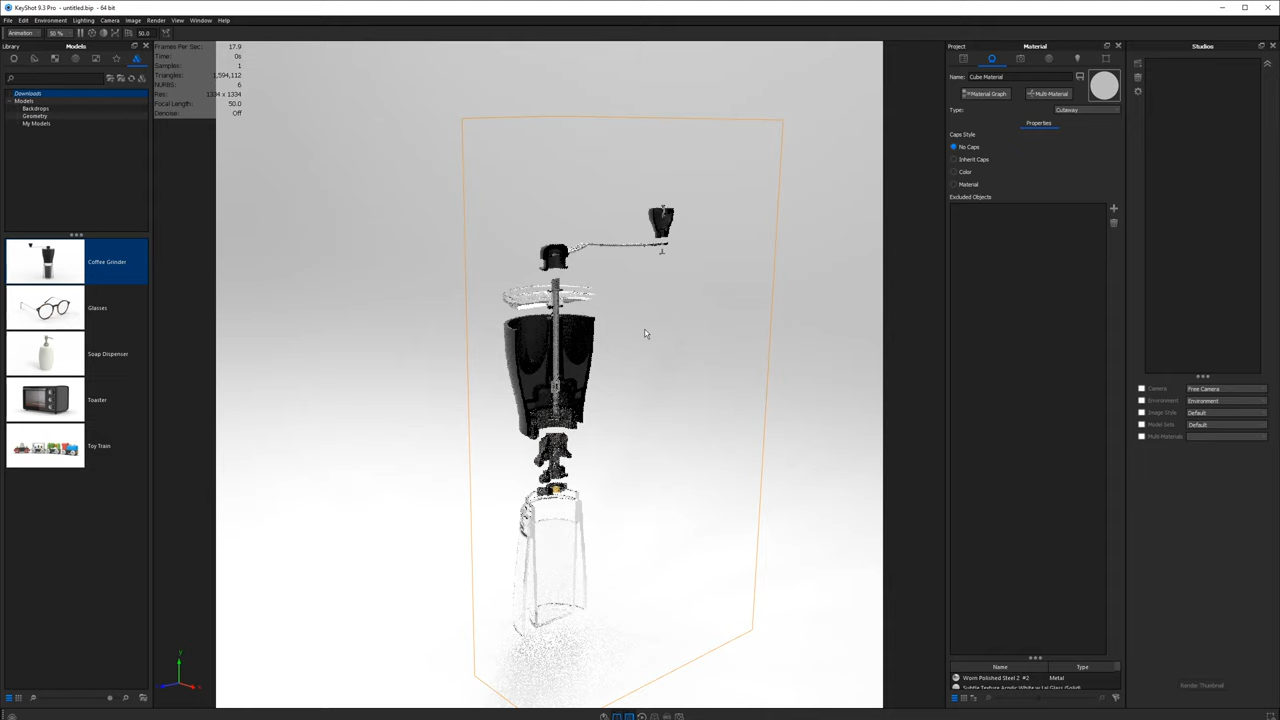 KeyShot 9.3 Pro - untitled.bip - 64 bit
File Edit Environment Lighting Camera Image Render View Window Help
Animation 50 % 50.0
Library Models
Downloads
Models
Backdrops
Geometry
My Models
Coffee Grinder
Glasses
Soap Dispenser
Toaster
Toy Train
Frames Per Sec: 17.9
Time: 0s
Samples: 1
Triangles: 1,594,112
NURBS: 6
Res: 1334 x 1334
Focal Length: 50.0
Denoise: Off
Project Material
Name: Cube Material
Material Graph Multi-Material
Type: Cutaway
Properties
Caps Style
No Caps
Inherit Caps
Color
Material
Excluded Objects
Name Type
Worn Polished Steel 2 #2 Metal
Studios
Camera Free Camera
Environment Environment
Image Style Default
Model Sets Default
Multi-Materials
Render Thumbnail
y
x